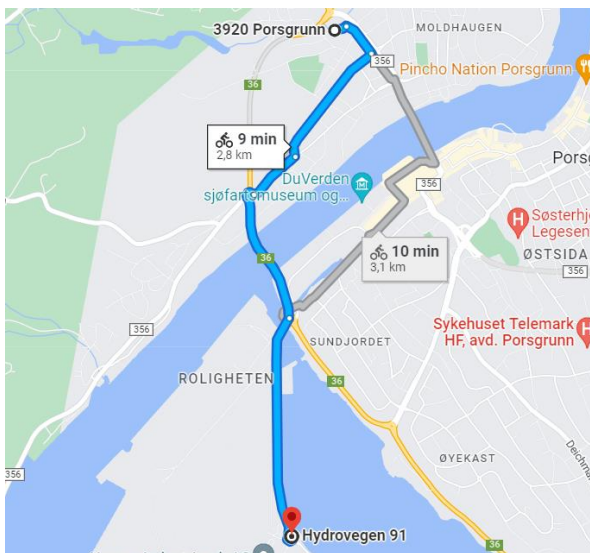 3920 Porsgrunn
MOLDHAUGEN
356
Pincho Nation Porsgrunn
36
9 min
2,8 km
DuVerden
sjøfartsmuseum og...
356
Pors
Søsterhj
Legesen
ØSTSIDA
356
10 min
3,1 km
36
356
SUNDJORDET
Sykehuset Telemark
HF, avd. Porsgrunn
ROLIGHETEN
36
ØYEKAST
Deichma
356
Hydrovegen 91
36